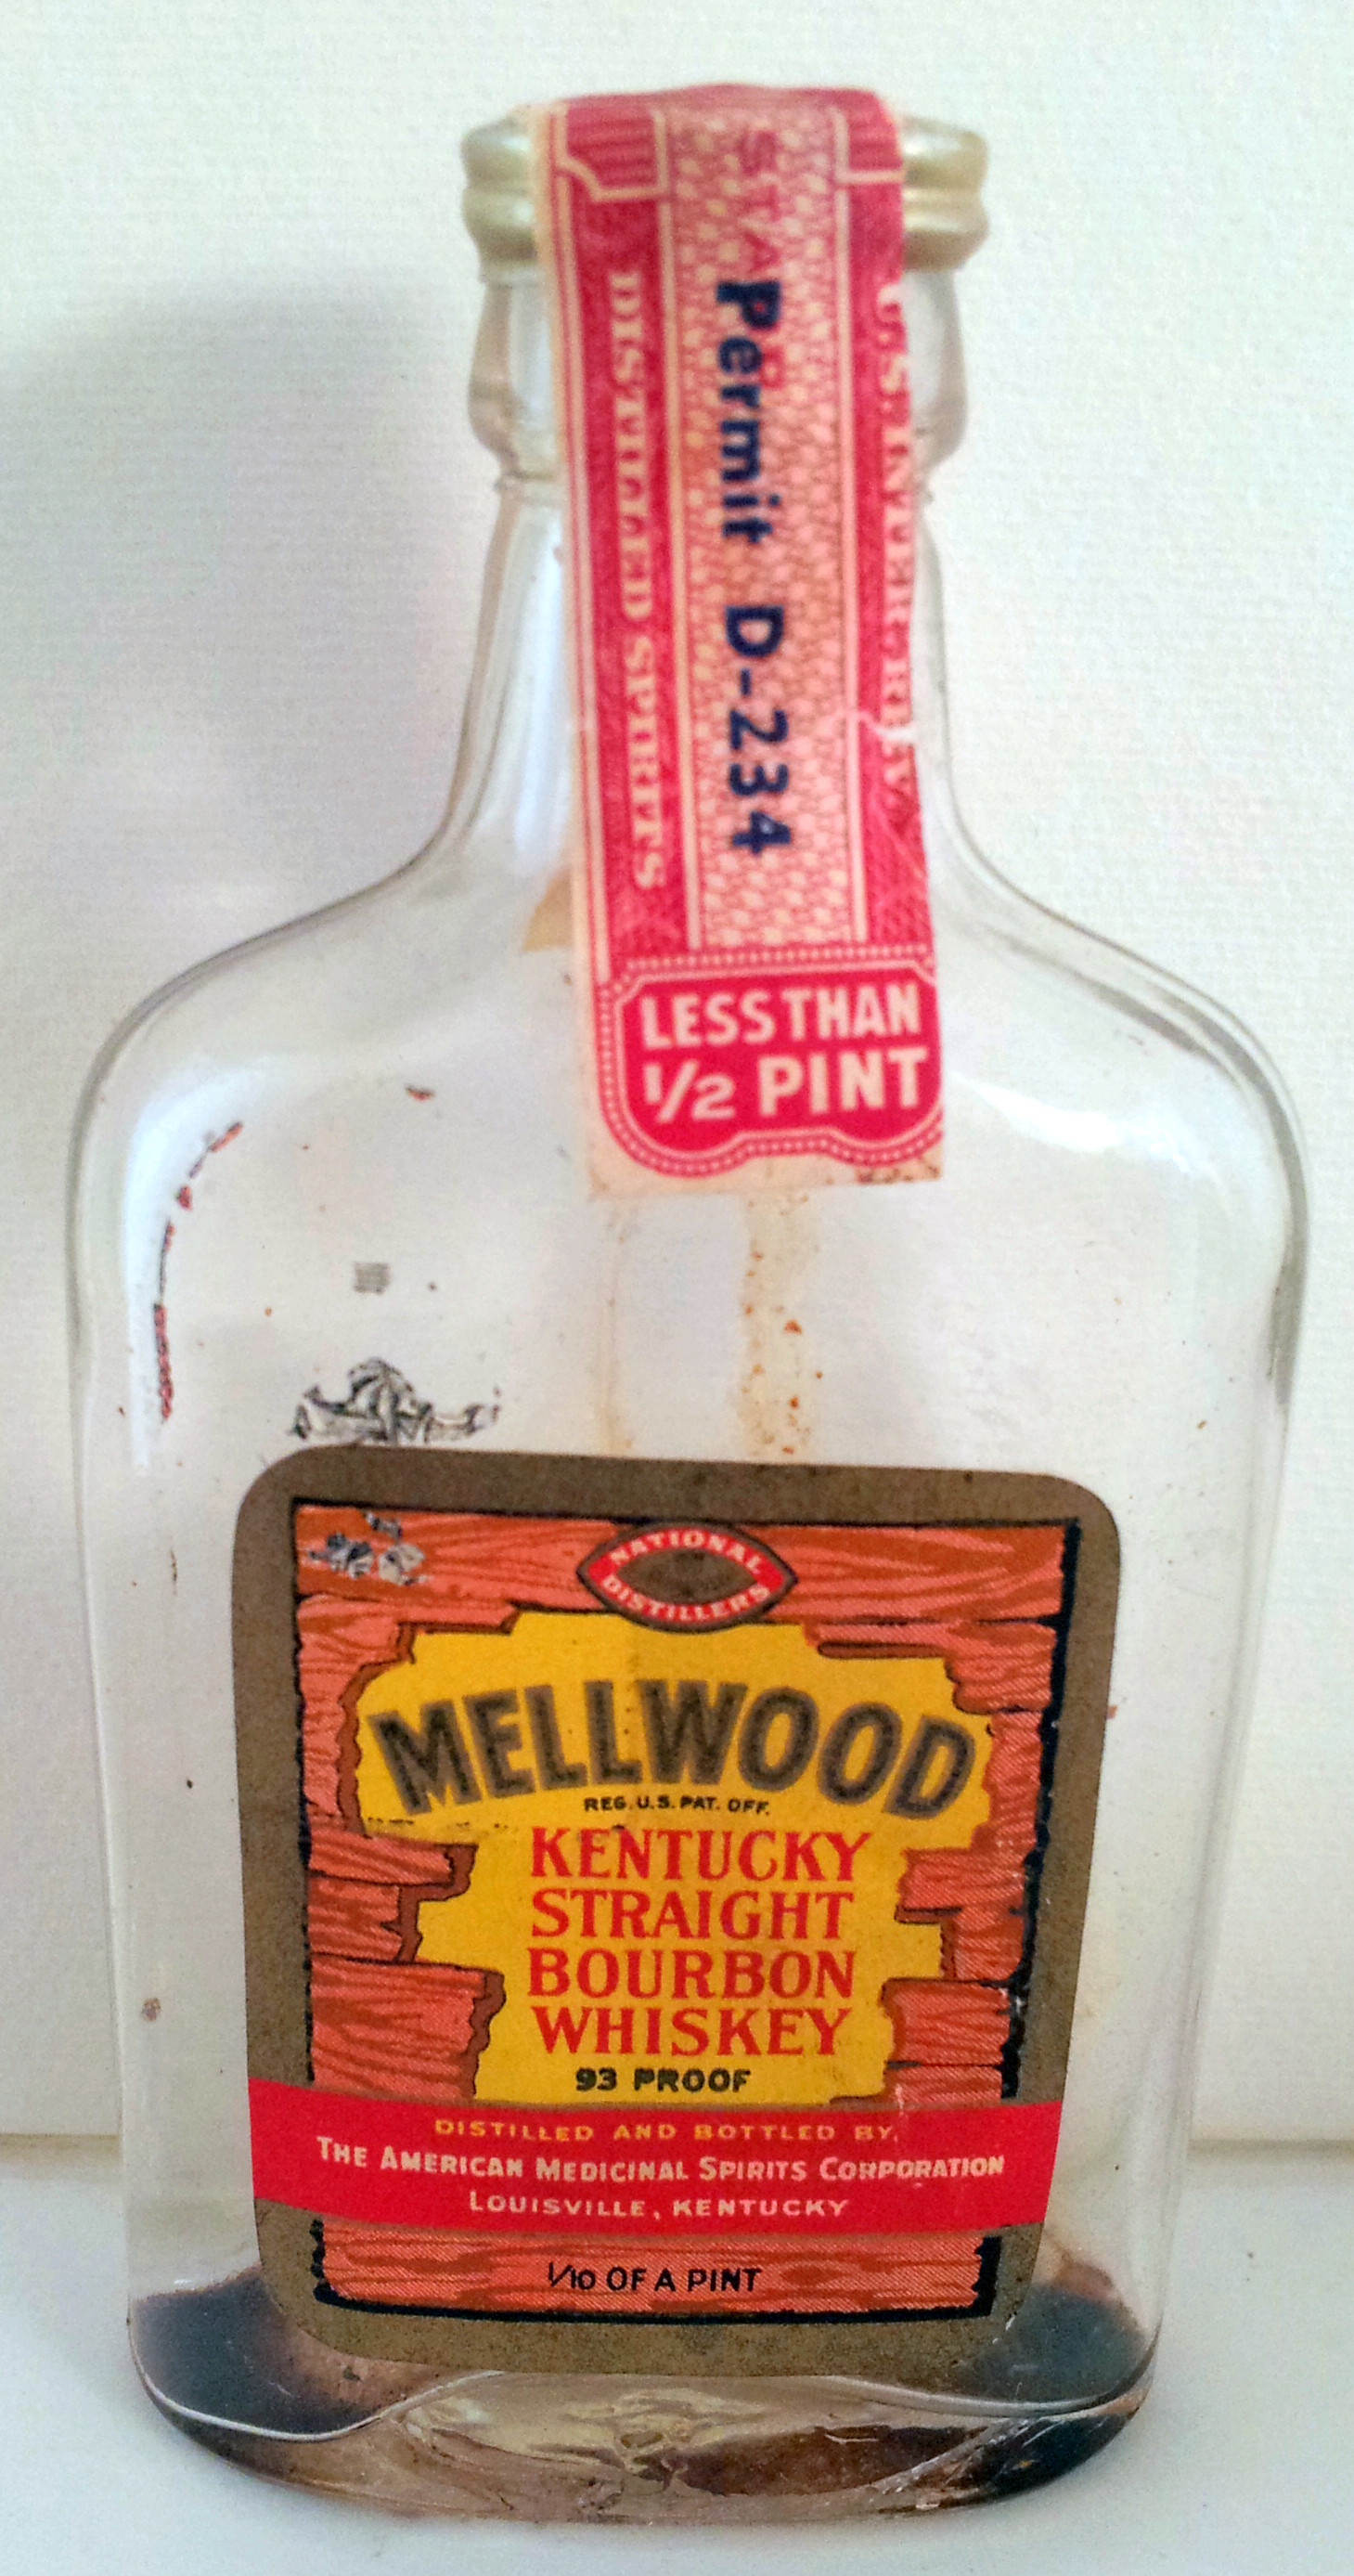 DISTILLED SPIRITS
Permit D-234
LESS THAN
1/2 PINT
NATIONAL
DISTILLERS
MELLWOOD
REG. U.S. PAT. OFF.
KENTUCKY
STRAIGHT
BOURBON
WHISKEY
93 PROOF
DISTILLED AND BOTTLED BY,
THE AMERICAN MEDICINAL SPIRITS CORPORATION
LOUISVILLE, KENTUCKY
1/10 OF A PINT